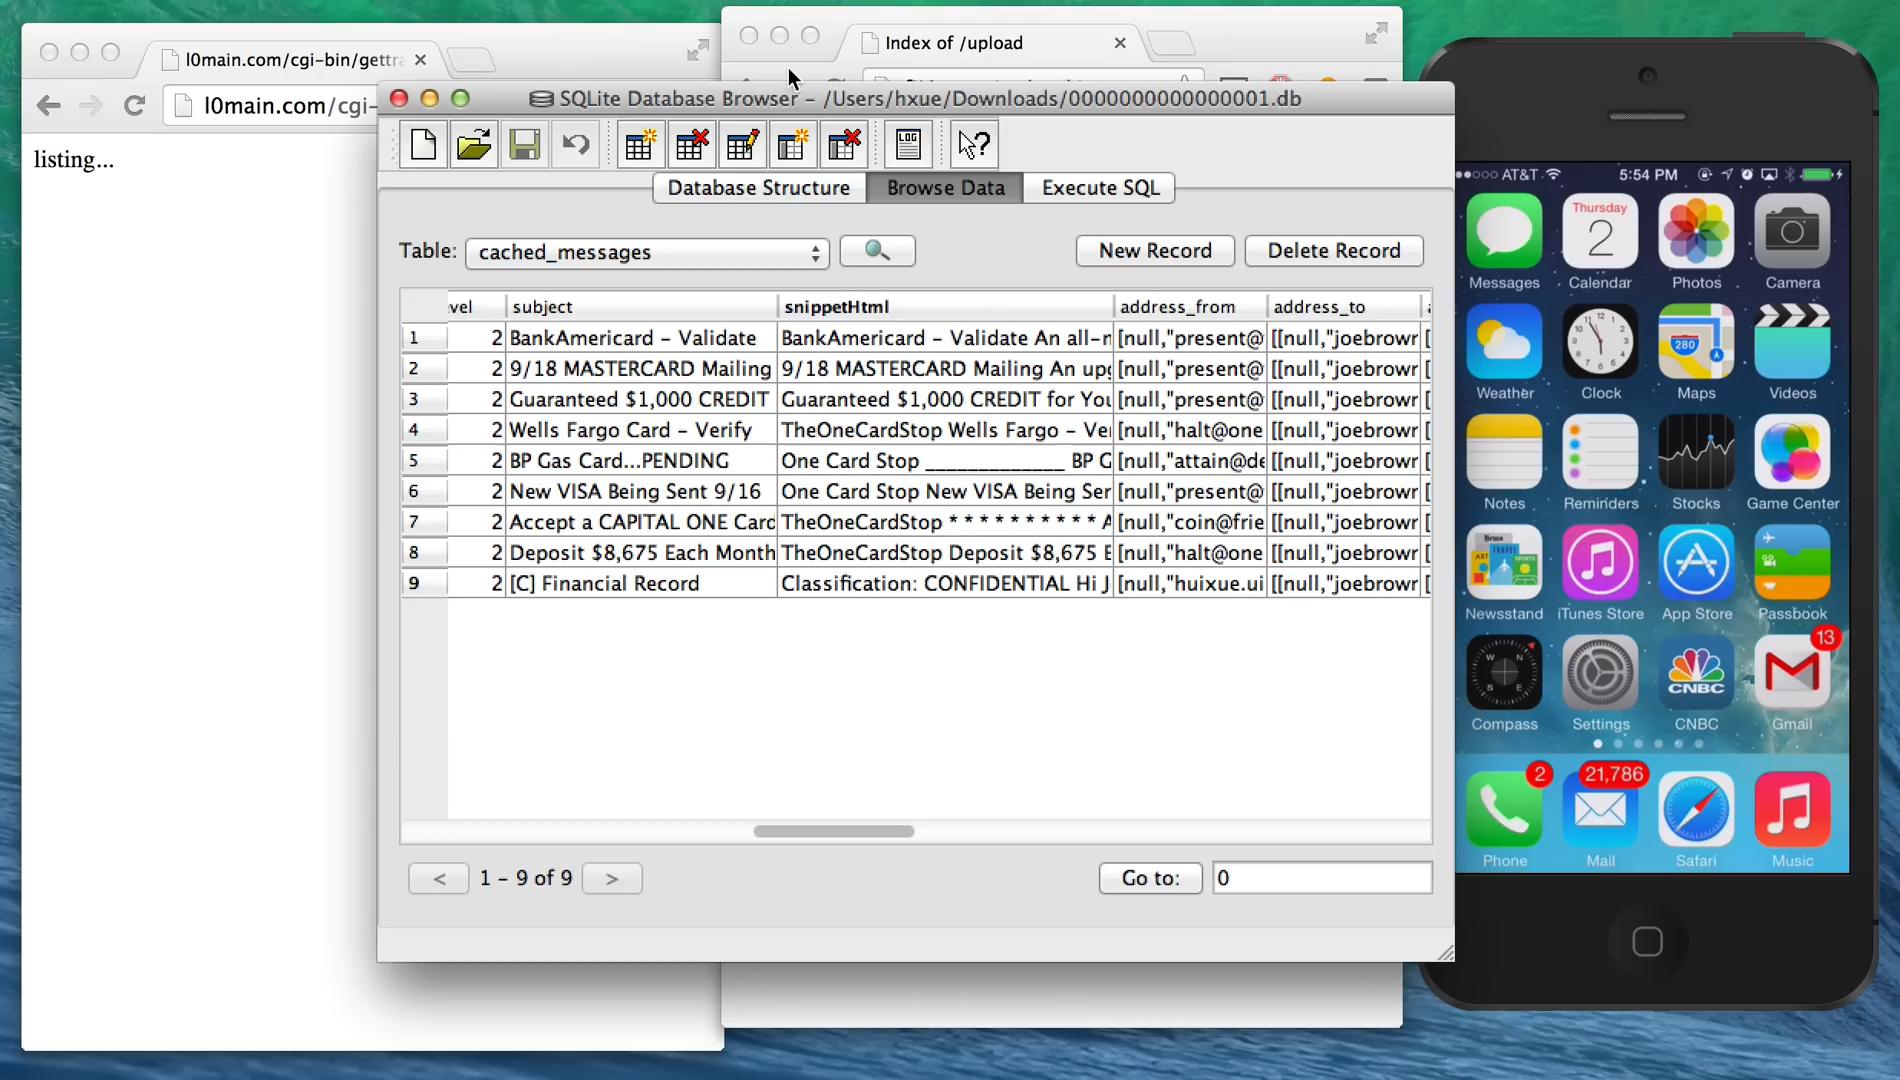 l0main.com/cgi-bin/gettra
l0main.com/cgi-
listing...
Index of /upload
SQLite Database Browser - /Users/hxue/Downloads/0000000000000001.db
LOG
Database Structure
Browse Data
Execute SQL
Table:
cached_messages
New Record
Delete Record
vel subject snippetHtml address_from address_to
1 2 BankAmericard - Validate BankAmericard - Validate An all-n [null,"present@ [[null,"joebrowr [
2 2 9/18 MASTERCARD Mailing 9/18 MASTERCARD Mailing An upg [null,"present@ [[null,"joebrowr [
3 2 Guaranteed $1,000 CREDIT Guaranteed $1,000 CREDIT for You [null,"present@ [[null,"joebrowr [
4 2 Wells Fargo Card - Verify TheOneCardStop Wells Fargo - Ver [null,"halt@one [[null,"joebrowr [
5 2 BP Gas Card...PENDING One Card Stop _____________ BP G [null,"attain@de [[null,"joebrowr [
6 2 New VISA Being Sent 9/16 One Card Stop New VISA Being Ser [null,"present@ [[null,"joebrowr [
7 2 Accept a CAPITAL ONE Card TheOneCardStop * * * * * * * * * * A [null,"coin@frie [[null,"joebrowr [
8 2 Deposit $8,675 Each Month TheOneCardStop Deposit $8,675 E [null,"halt@one [[null,"joebrowr [
9 2 [C] Financial Record Classification: CONFIDENTIAL Hi J [null,"huixue.ui [[null,"joebrowr [
<
1 - 9 of 9
>
Go to:
0
AT&T 5:54 PM
Thursday
2
Messages Calendar Photos Camera
280
Weather Clock Maps Videos
Notes Reminders Stocks Game Center
Newsstand iTunes Store App Store Passbook
N
W
E
S
CNBC
13
Compass Settings CNBC Gmail
2
21,786
Phone Mail Safari Music